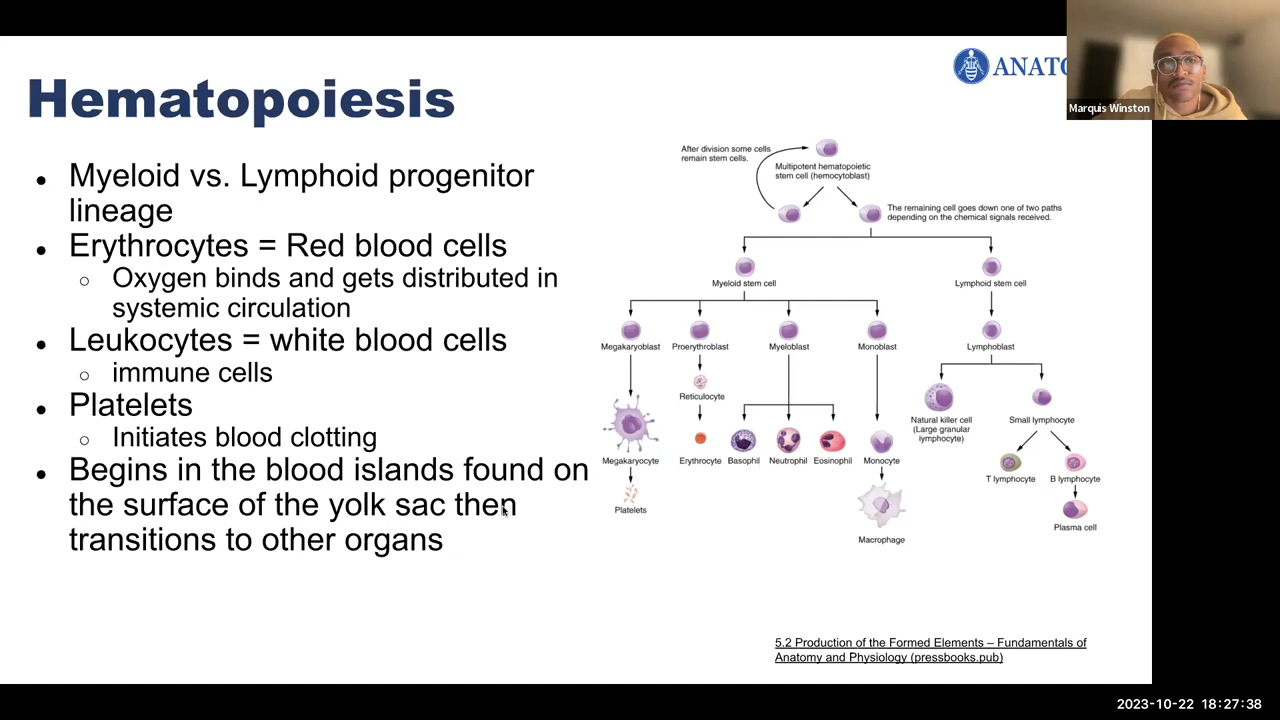 Hematopoiesis
ANATO
Marquis Winston
Myeloid vs. Lymphoid progenitor
lineage
Erythrocytes = Red blood cells
Oxygen binds and gets distributed in
systemic circulation
Leukocytes = white blood cells
immune cells
Platelets
Initiates blood clotting
Begins in the blood islands found on
the surface of the yolk sac then
transitions to other organs
After division some cells
remain stem cells.
Multipotent hematopoietic
stem cell (hemocytoblast)
The remaining cell goes down one of two paths
depending on the chemical signals received.
Myeloid stem cell
Lymphoid stem cell
Megakaryoblast
Proerythroblast
Myeloblast
Monoblast
Lymphoblast
Reticulocyte
Natural killer cell
(Large granular
lymphocyte)
Small lymphocyte
Megakaryocyte
Erythrocyte
Basophil
Neutrophil
Eosinophil
Monocyte
T lymphocyte
B lymphocyte
Platelets
Macrophage
Plasma cell
5.2 Production of the Formed Elements – Fundamentals of
Anatomy and Physiology (pressbooks.pub)
2023-10-22 18:27:38